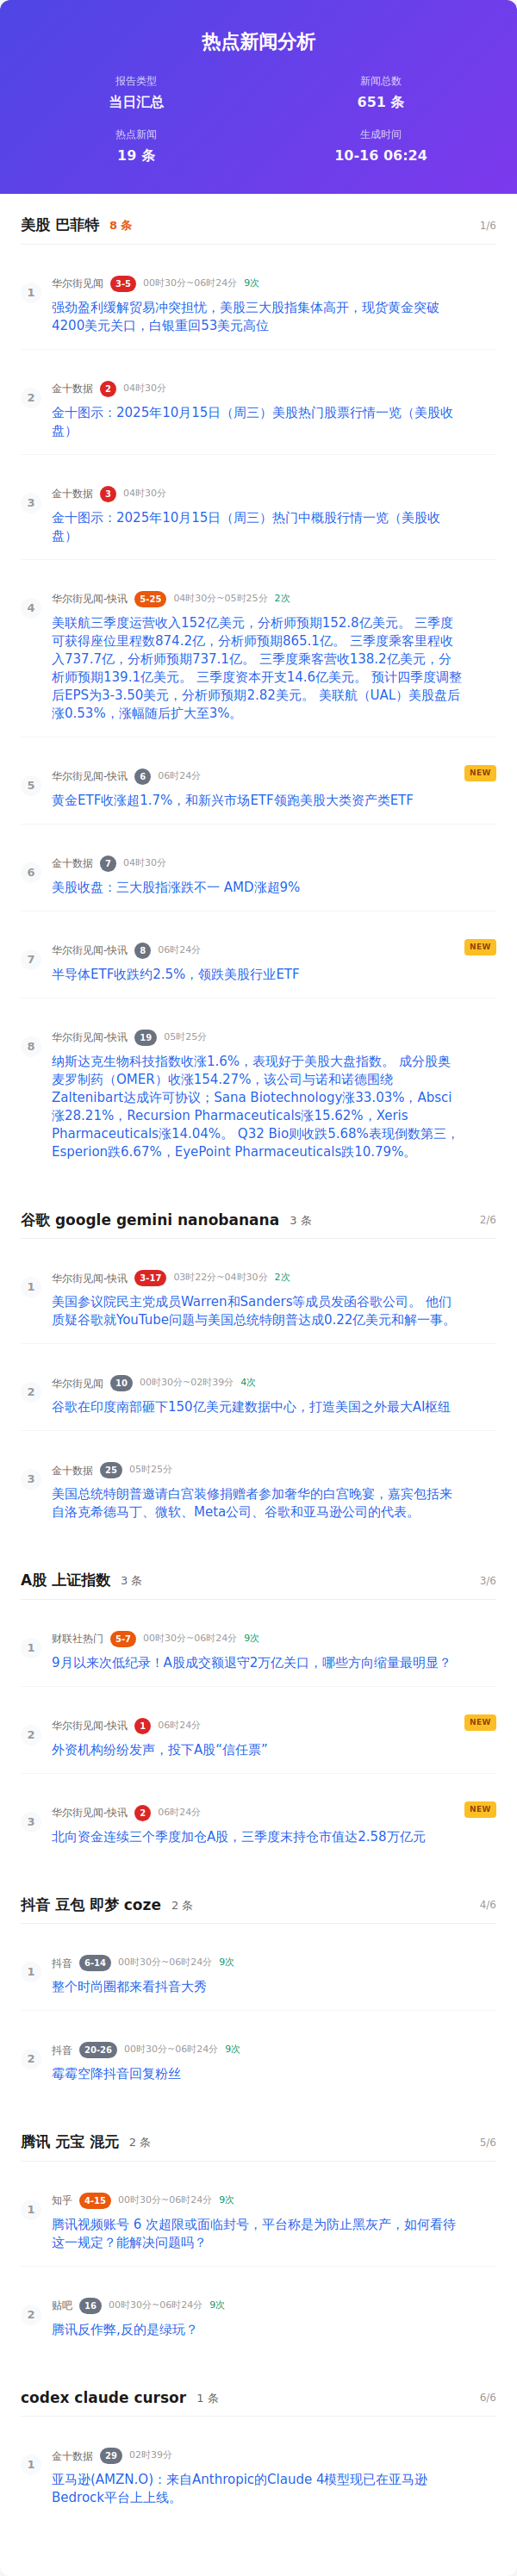 热点新闻分析
报告类型
当日汇总
新闻总数
651 条
热点新闻
19 条
生成时间
10-16 06:24
美股 巴菲特 8 条 1/6
1
华尔街见闻 3-5 00时30分~06时24分 9次
强劲盈利缓解贸易冲突担忧，美股三大股指集体高开，现货黄金突破
4200美元关口，白银重回53美元高位
2
金十数据 2 04时30分
金十图示：2025年10月15日（周三）美股热门股票行情一览（美股收
盘）
3
金十数据 3 04时30分
金十图示：2025年10月15日（周三）热门中概股行情一览（美股收
盘）
4
华尔街见闻-快讯 5-25 04时30分~05时25分 2次
美联航三季度运营收入152亿美元，分析师预期152.8亿美元。 三季度
可获得座位里程数874.2亿，分析师预期865.1亿。 三季度乘客里程收
入737.7亿，分析师预期737.1亿。 三季度乘客营收138.2亿美元，分
析师预期139.1亿美元。 三季度资本开支14.6亿美元。 预计四季度调整
后EPS为3-3.50美元，分析师预期2.82美元。 美联航（UAL）美股盘后
涨0.53%，涨幅随后扩大至3%。
5
华尔街见闻-快讯 6 06时24分 NEW
黄金ETF收涨超1.7%，和新兴市场ETF领跑美股大类资产类ETF
6
金十数据 7 04时30分
美股收盘：三大股指涨跌不一 AMD涨超9%
7
华尔街见闻-快讯 8 06时24分 NEW
半导体ETF收跌约2.5%，领跌美股行业ETF
8
华尔街见闻-快讯 19 05时25分
纳斯达克生物科技指数收涨1.6%，表现好于美股大盘指数。 成分股奥
麦罗制药（OMER）收涨154.27%，该公司与诺和诺德围绕
Zaltenibart达成许可协议；Sana Biotechnology涨33.03%，Absci
涨28.21%，Recursion Pharmaceuticals涨15.62%，Xeris
Pharmaceuticals涨14.04%。 Q32 Bio则收跌5.68%表现倒数第三，
Esperion跌6.67%，EyePoint Pharmaceuticals跌10.79%。
谷歌 google gemini nanobanana 3 条 2/6
1
华尔街见闻-快讯 3-17 03时22分~04时30分 2次
美国参议院民主党成员Warren和Sanders等成员发函谷歌公司。 他们
质疑谷歌就YouTube问题与美国总统特朗普达成0.22亿美元和解一事。
2
华尔街见闻 10 00时30分~02时39分 4次
谷歌在印度南部砸下150亿美元建数据中心，打造美国之外最大AI枢纽
3
金十数据 25 05时25分
美国总统特朗普邀请白宫装修捐赠者参加奢华的白宫晚宴，嘉宾包括来
自洛克希德马丁、微软、Meta公司、谷歌和亚马逊公司的代表。
A股 上证指数 3 条 3/6
1
财联社热门 5-7 00时30分~06时24分 9次
9月以来次低纪录！A股成交额退守2万亿关口，哪些方向缩量最明显？
2
华尔街见闻-快讯 1 06时24分 NEW
外资机构纷纷发声，投下A股“信任票”
3
华尔街见闻-快讯 2 06时24分 NEW
北向资金连续三个季度加仓A股，三季度末持仓市值达2.58万亿元
抖音 豆包 即梦 coze 2 条 4/6
1
抖音 6-14 00时30分~06时24分 9次
整个时尚圈都来看抖音大秀
2
抖音 20-26 00时30分~06时24分 9次
霉霉空降抖音回复粉丝
腾讯 元宝 混元 2 条 5/6
1
知乎 4-15 00时30分~06时24分 9次
腾讯视频账号 6 次超限或面临封号，平台称是为防止黑灰产，如何看待
这一规定？能解决问题吗？
2
贴吧 16 00时30分~06时24分 9次
腾讯反作弊,反的是绿玩？
codex claude cursor 1 条 6/6
1
金十数据 29 02时39分
亚马逊(AMZN.O)：来自Anthropic的Claude 4模型现已在亚马逊
Bedrock平台上上线。